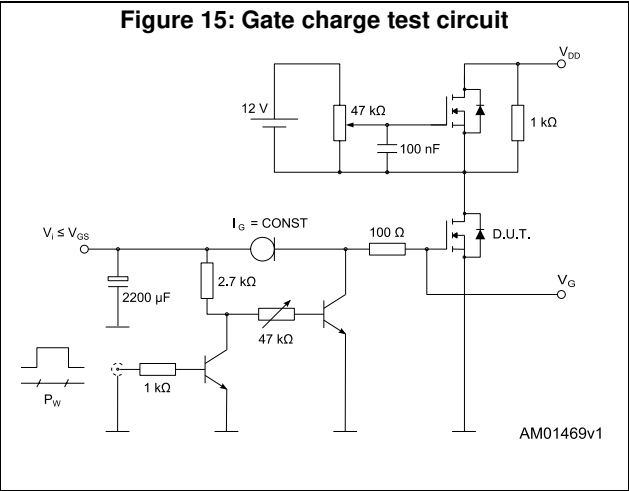 Figure 15: Gate charge test circuit
V_DD
12 V
47 kΩ
100 nF
1 kΩ
I_G = CONST
V_i ≤ V_GS
100 Ω
D.U.T.
2.7 kΩ
2200 μF
V_G
47 kΩ
1 kΩ
P_W
AM01469v1